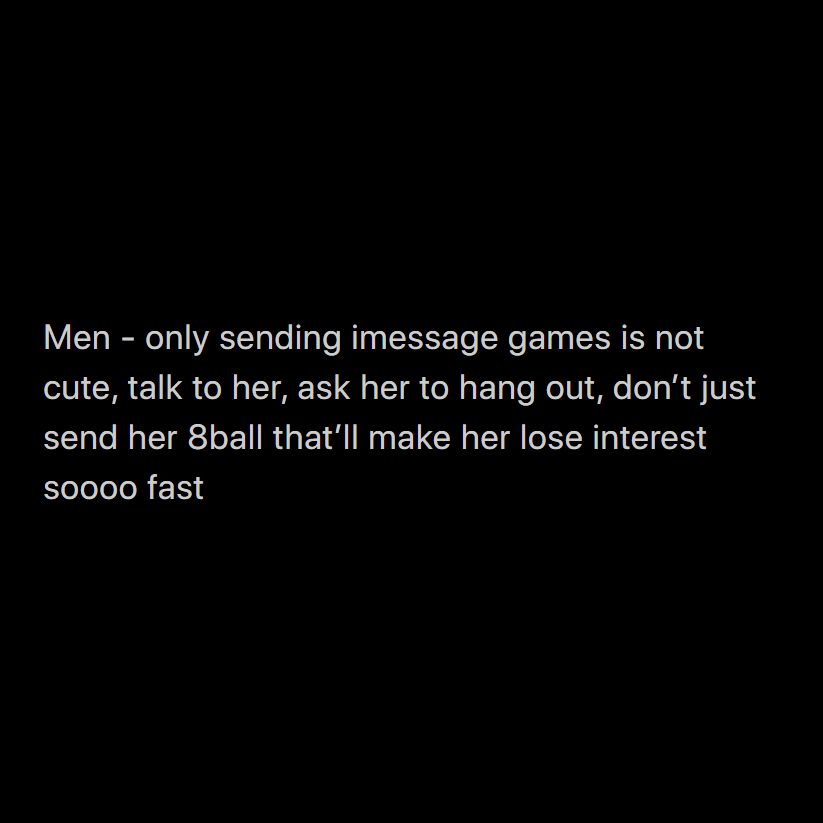 Men - only sending imessage games is not
cute, talk to her, ask her to hang out, don’t just
send her 8ball that’ll make her lose interest
soooo fast